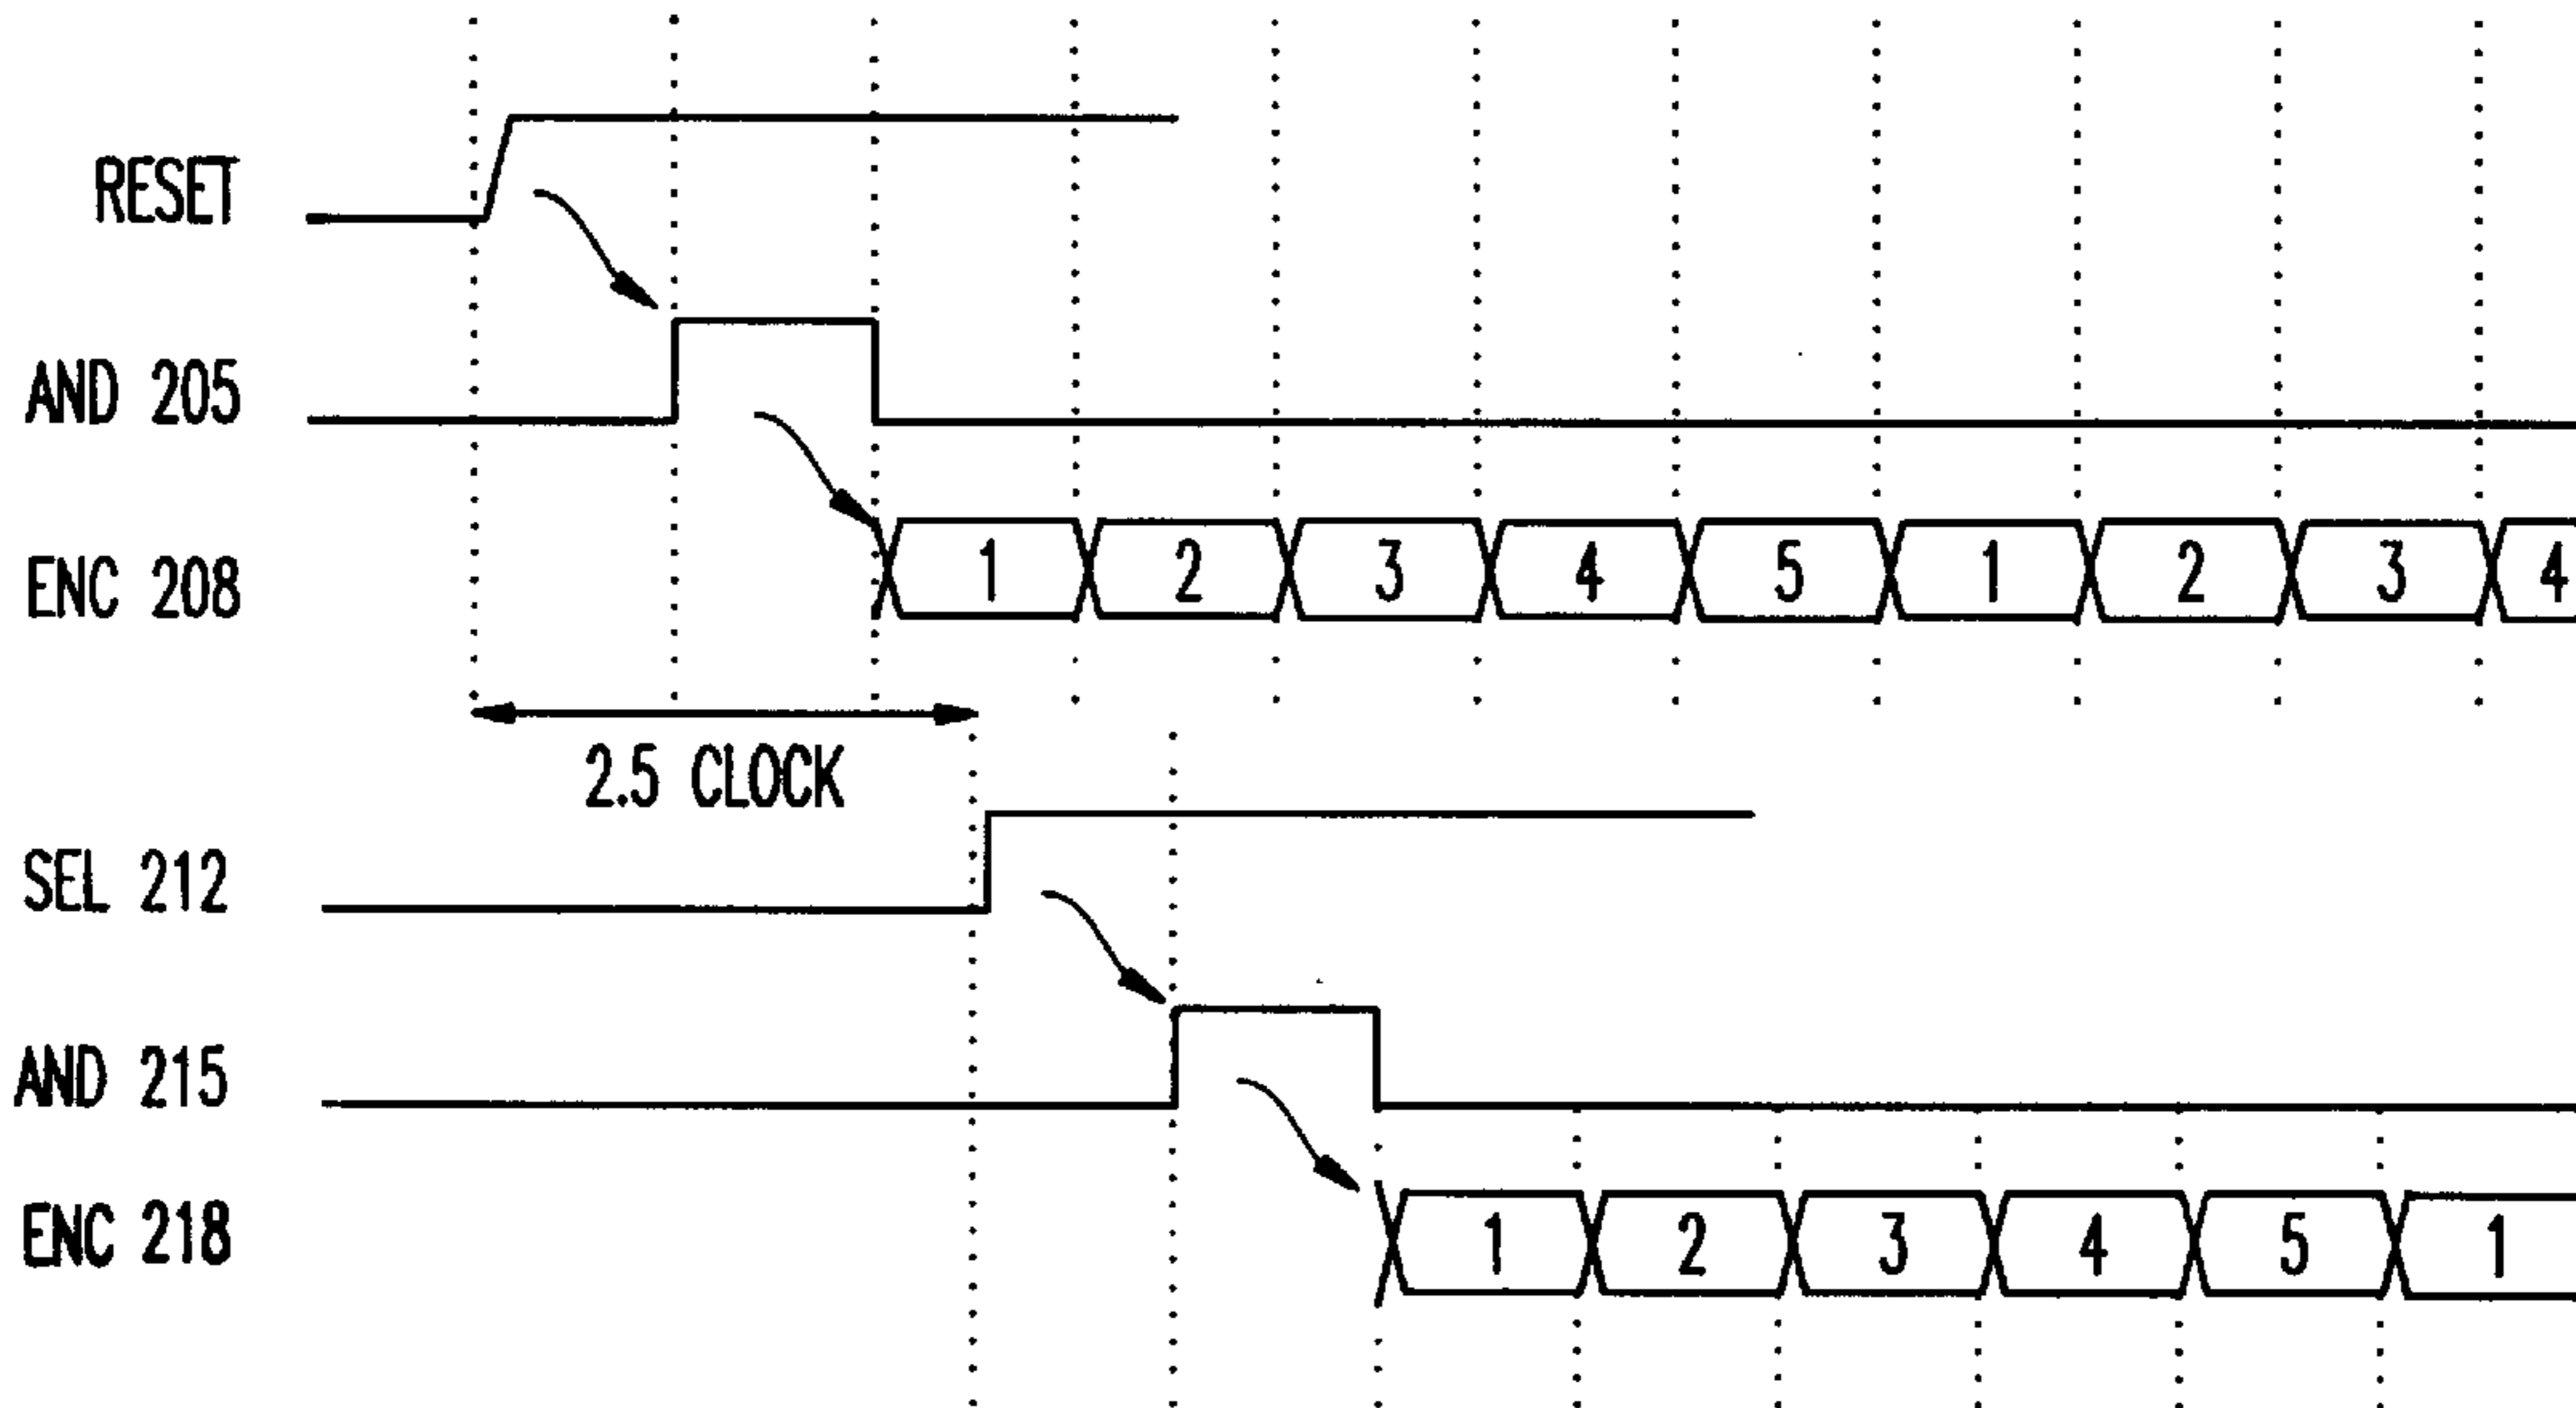 RESET
AND 205
ENC 208 1 2 3 4 5 1 2 3 4
2.5 CLOCK
SEL 212
AND 215
ENC 218 1 2 3 4 5 1